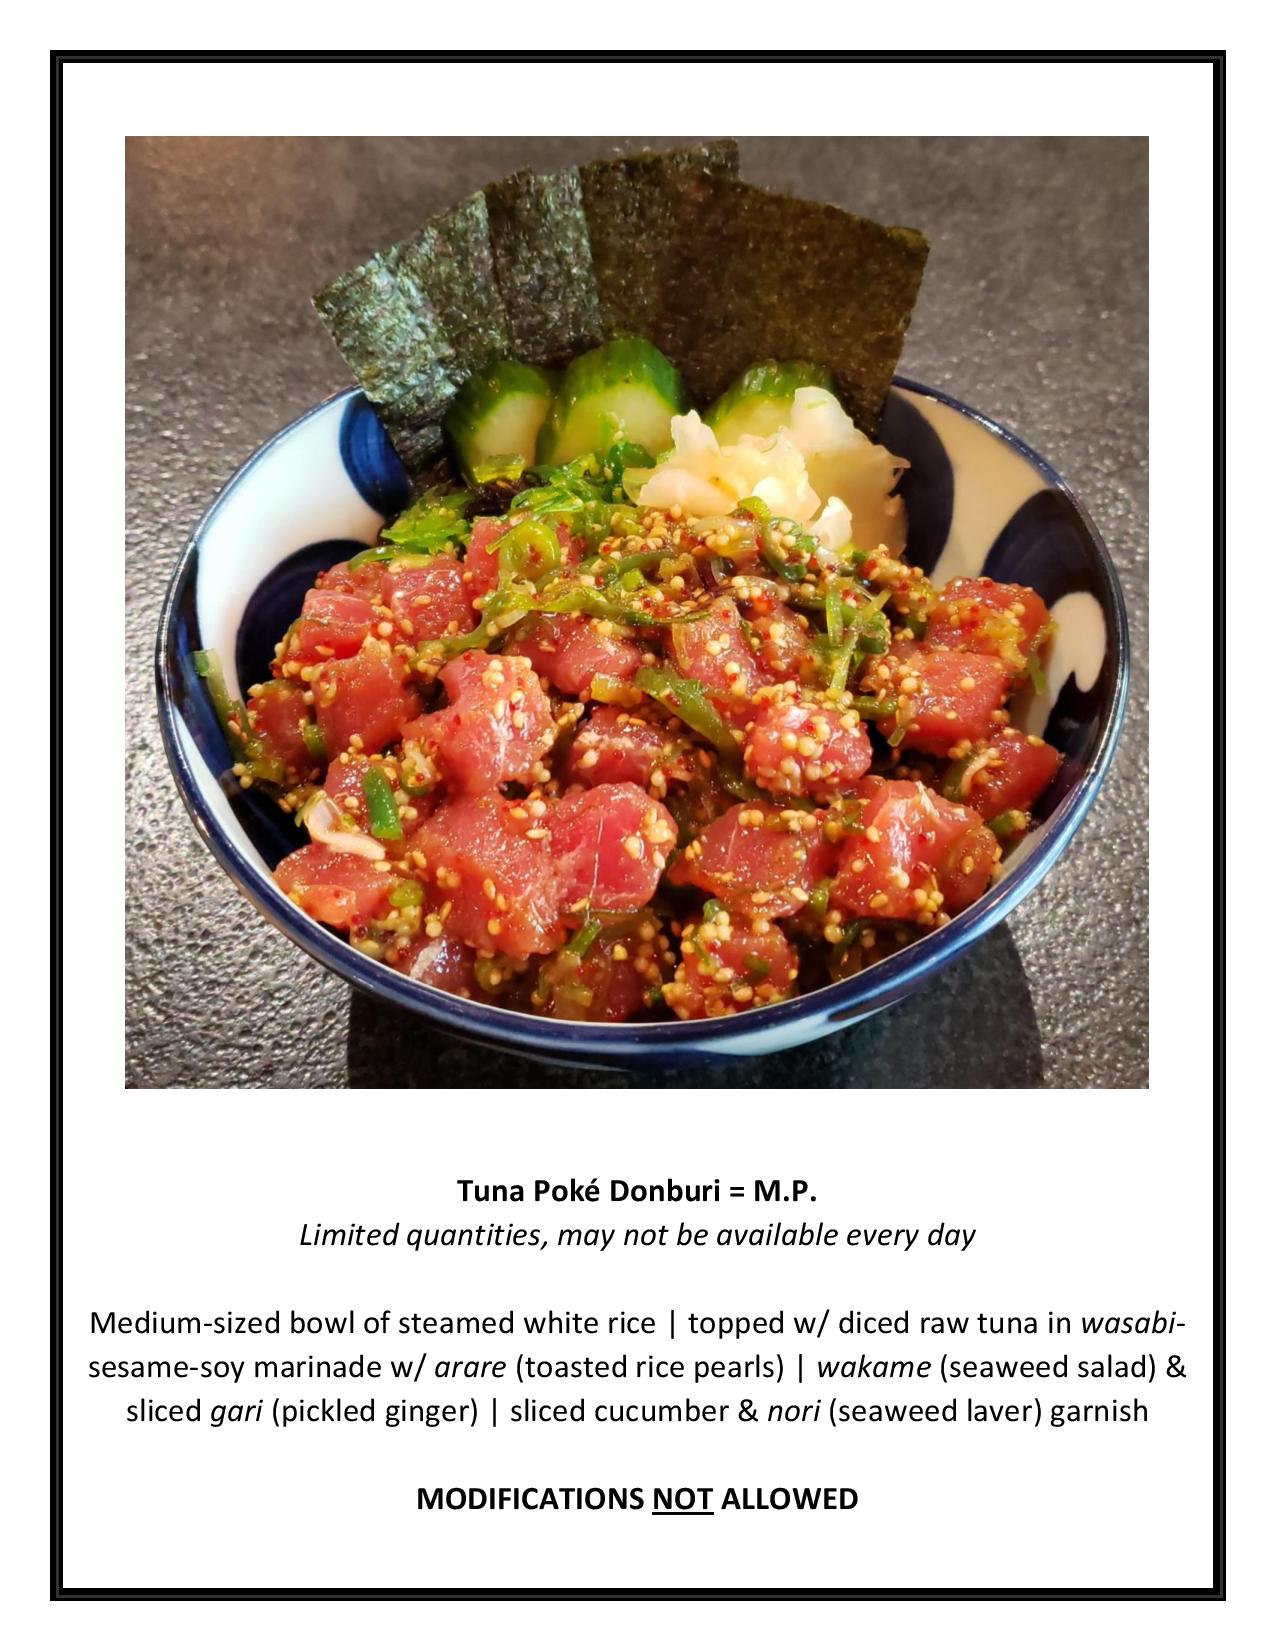 Tuna Poké Donburi = M.P.
Limited quantities, may not be available every day
Medium-sized bowl of steamed white rice | topped w/ diced raw tuna in wasabi-
sesame-soy marinade w/ arare (toasted rice pearls) | wakame (seaweed salad) &
sliced gari (pickled ginger) | sliced cucumber & nori (seaweed laver) garnish
MODIFICATIONS NOT ALLOWED